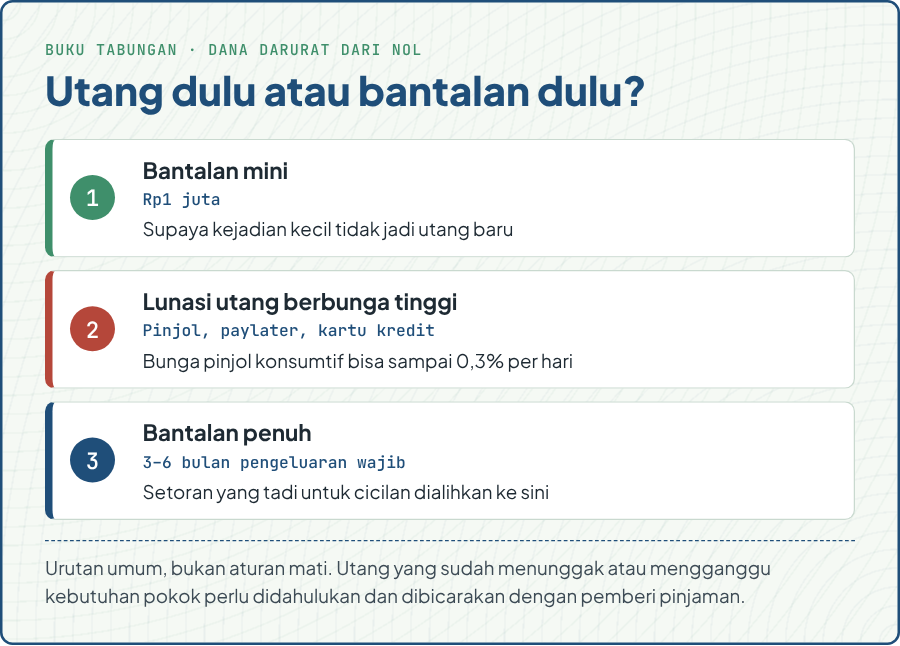 BUKU TABUNGAN · DANA DARURAT DARI NOL
Utang dulu atau bantalan dulu?
1
Bantalan mini
Rp1 juta
Supaya kejadian kecil tidak jadi utang baru
2
Lunasi utang berbunga tinggi
Pinjol, paylater, kartu kredit
Bunga pinjol konsumtif bisa sampai 0,3% per hari
3
Bantalan penuh
3–6 bulan pengeluaran wajib
Setoran yang tadi untuk cicilan dialihkan ke sini
Urutan umum, bukan aturan mati. Utang yang sudah menunggak atau mengganggu
kebutuhan pokok perlu didahulukan dan dibicarakan dengan pemberi pinjaman.